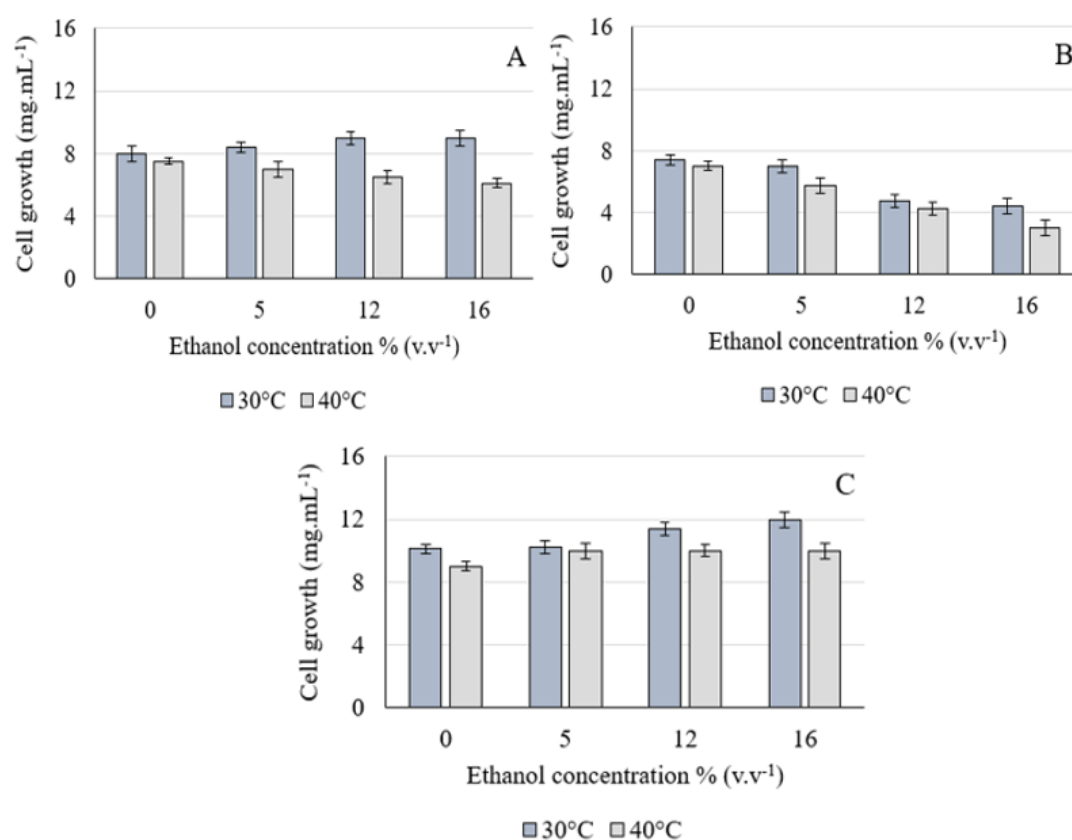 A
Cell growth (mg.mL⁻¹)
16
12
8
4
0
0 5 12 16
Ethanol concentration % (v.v⁻¹)
30°C 40°C
B
Cell growth (mg.mL⁻¹)
16
12
8
4
0
0 5 12 16
Ethanol concentration % (v.v⁻¹)
30°C 40°C
C
Cell growth (mg.mL⁻¹)
16
12
8
4
0
0 5 12 16
Ethanol concentration % (v.v⁻¹)
30°C 40°C